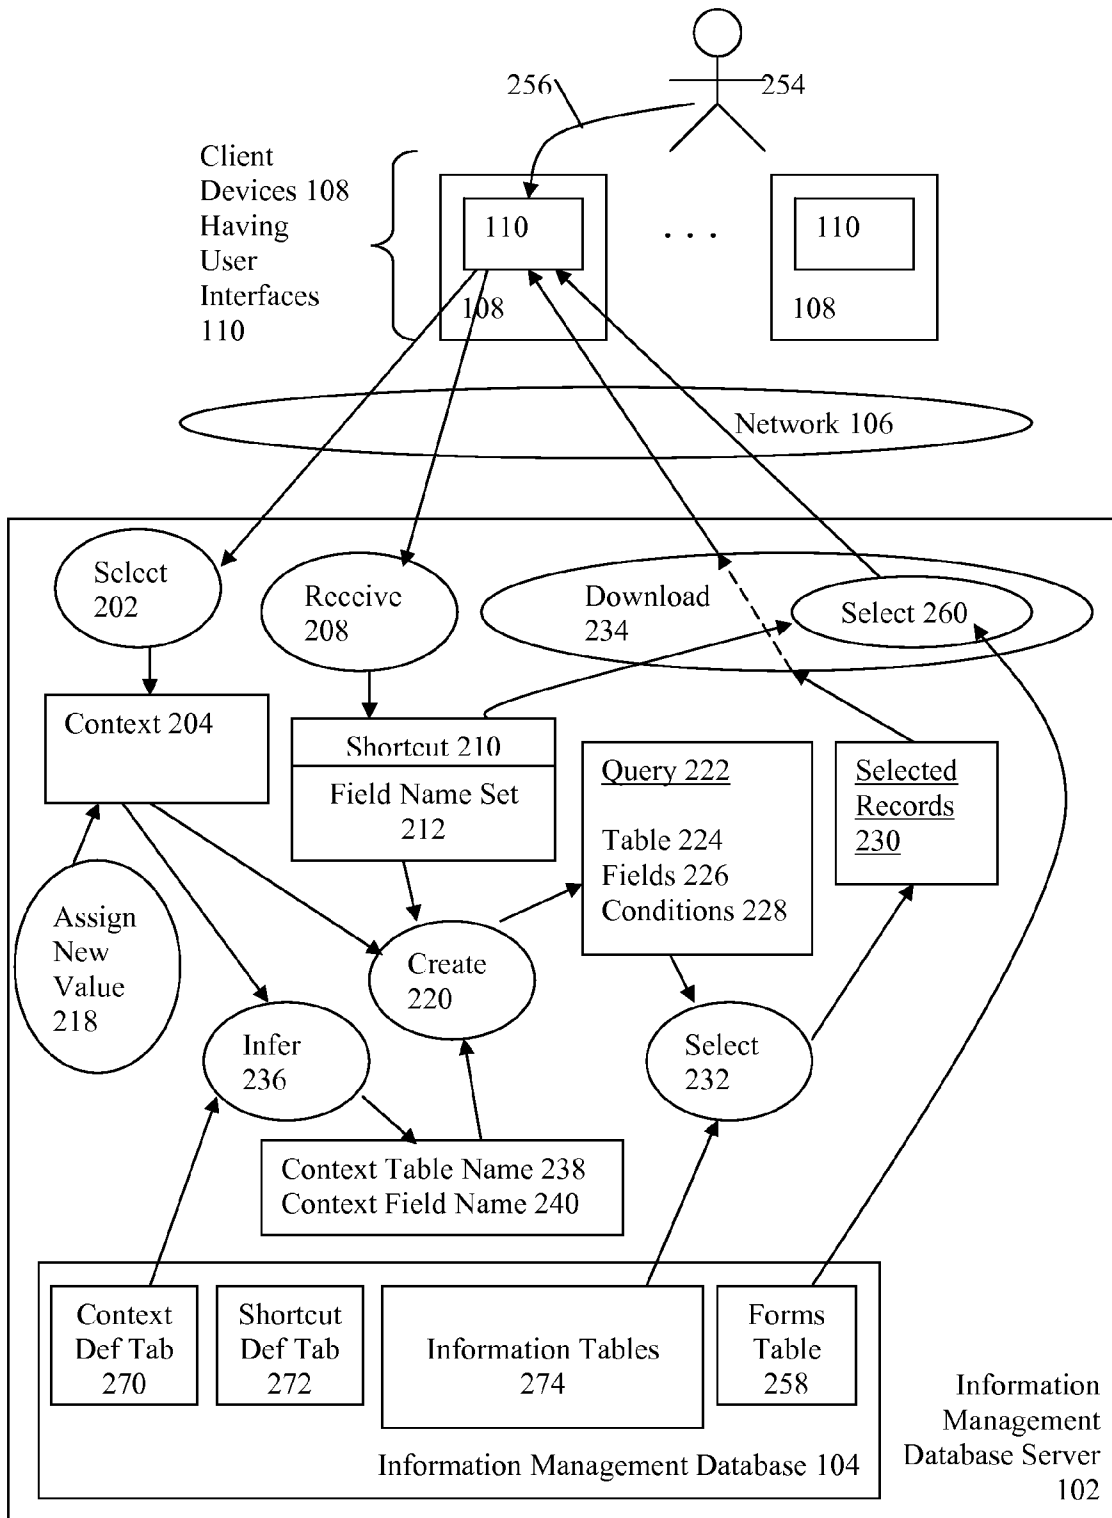 256
254
Client
Devices 108
Having
User
Interfaces
110
110
108
. . .
110
108
Network 106
Select
202
Receive
208
Download
234
Select 260
Context 204
Shortcut 210
Field Name Set
212
Query 222
Table 224
Fields 226
Conditions 228
Selected
Records
230
Assign
New
Value
218
Create
220
Infer
236
Select
232
Context Table Name 238
Context Field Name 240
Context
Def Tab
270
Shortcut
Def Tab
272
Information Tables
274
Forms
Table
258
Information Management Database 104
Information
Management
Database Server
102